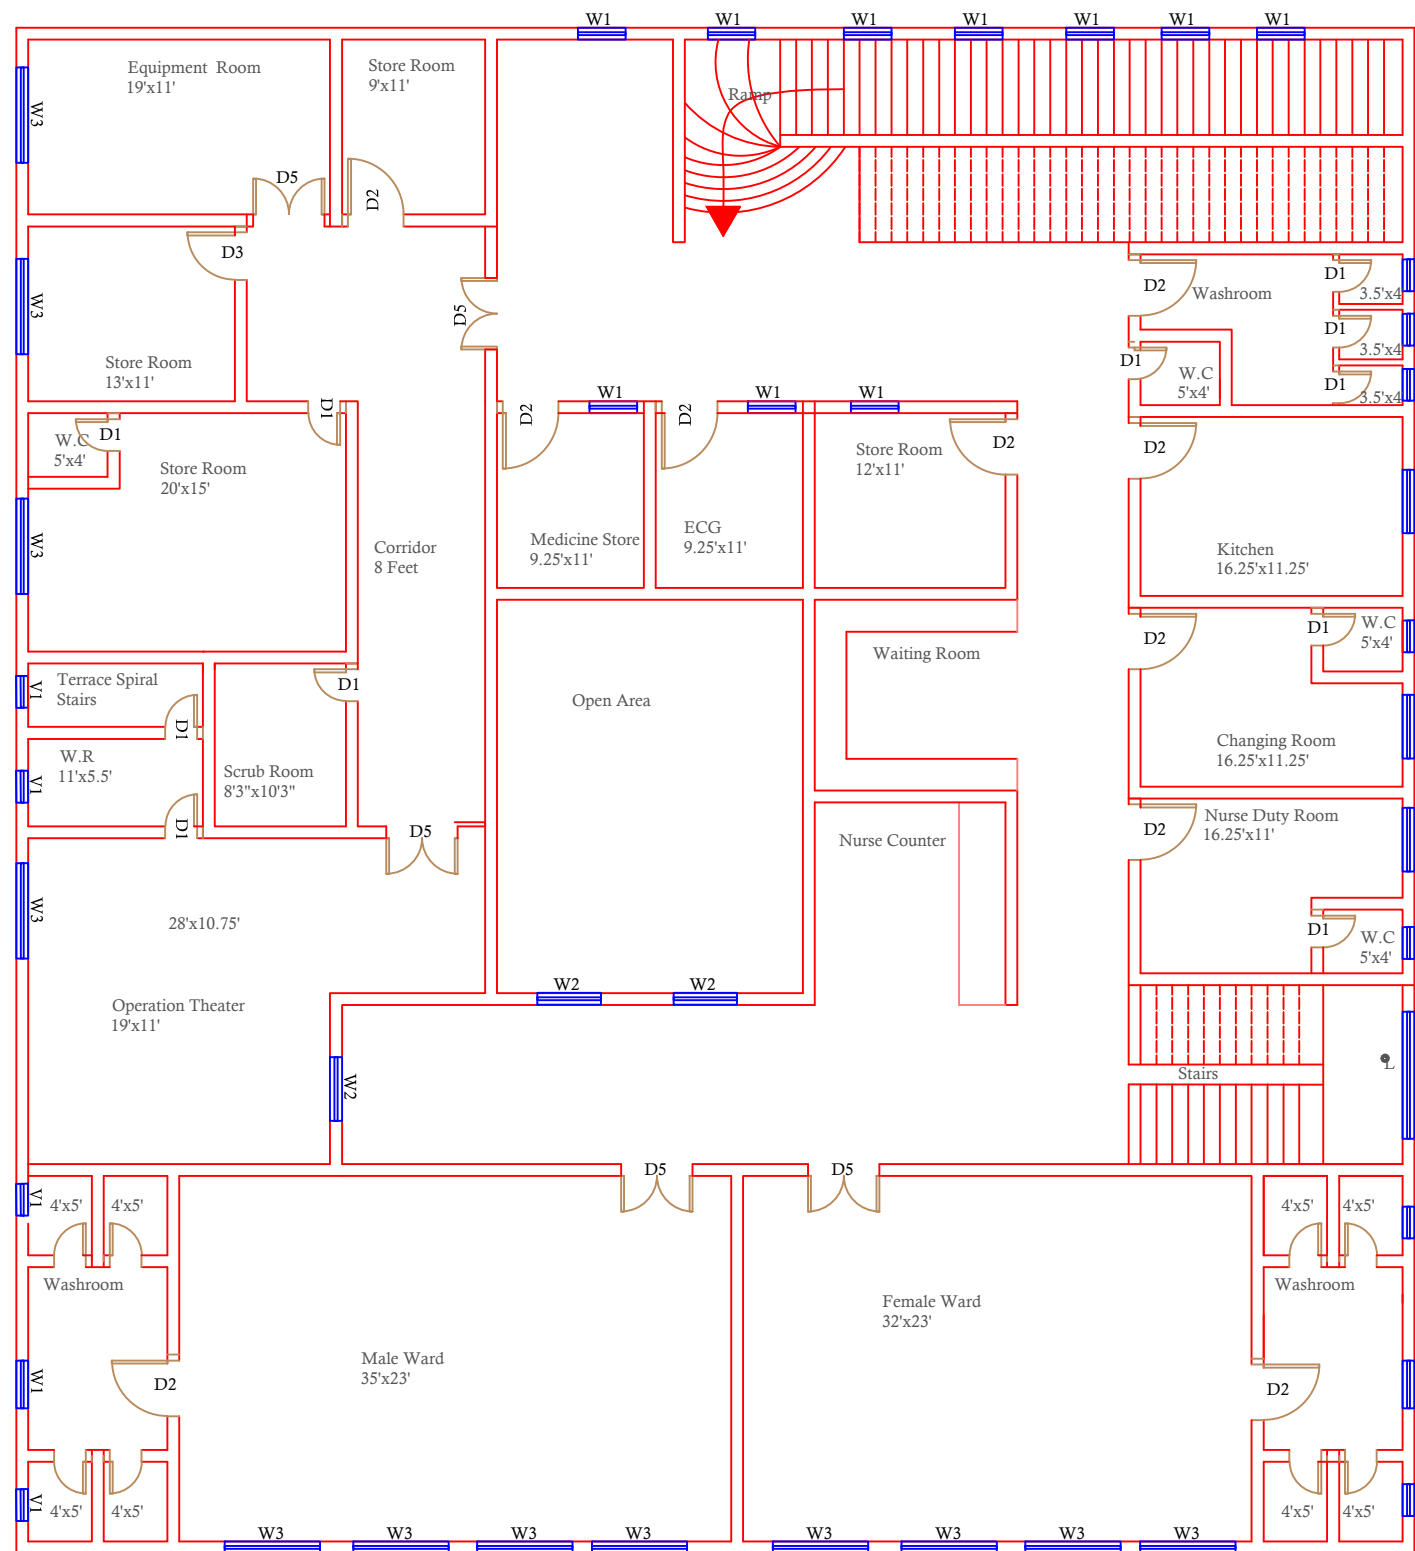 W1
W1
W1
W1
W1
W1
W1
Equipment Room
19'x11'
Store Room
9'x11'
Ramp
W3
D5
D2
D3
W3
D5
D2
Washroom
D1
3.5'x4
D1
3.5'x4
D1
3.5'x4
D1
W.C
5'x4'
Store Room
13'x11'
D1
D2
W1
D2
W1
W1
D2
D2
W.C
5'x4'
D1
Store Room
20'x15'
Store Room
12'x11'
W3
Corridor
8 Feet
Medicine Store
9.25'x11'
ECG
9.25'x11'
Kitchen
16.25'x11.25'
D2
D1
W.C
5'x4'
Waiting Room
Terrace Spiral
Stairs
V1
D1
D1
Open Area
Changing Room
16.25'x11.25'
W.R
11'x5.5'
V1
D1
Scrub Room
8'3"x10'3"
D5
Nurse Counter
D2
Nurse Duty Room
16.25'x11'
W3
28'x10.75'
D1
W.C
5'x4'
W2
W2
Operation Theater
19'x11'
W2
Stairs
L
D5
D5
V1
4'x5'
4'x5'
4'x5'
4'x5'
Washroom
Washroom
Female Ward
32'x23'
Male Ward
35'x23'
W1
D2
D2
V1
4'x5'
4'x5'
4'x5'
4'x5'
W3
W3
W3
W3
W3
W3
W3
W3